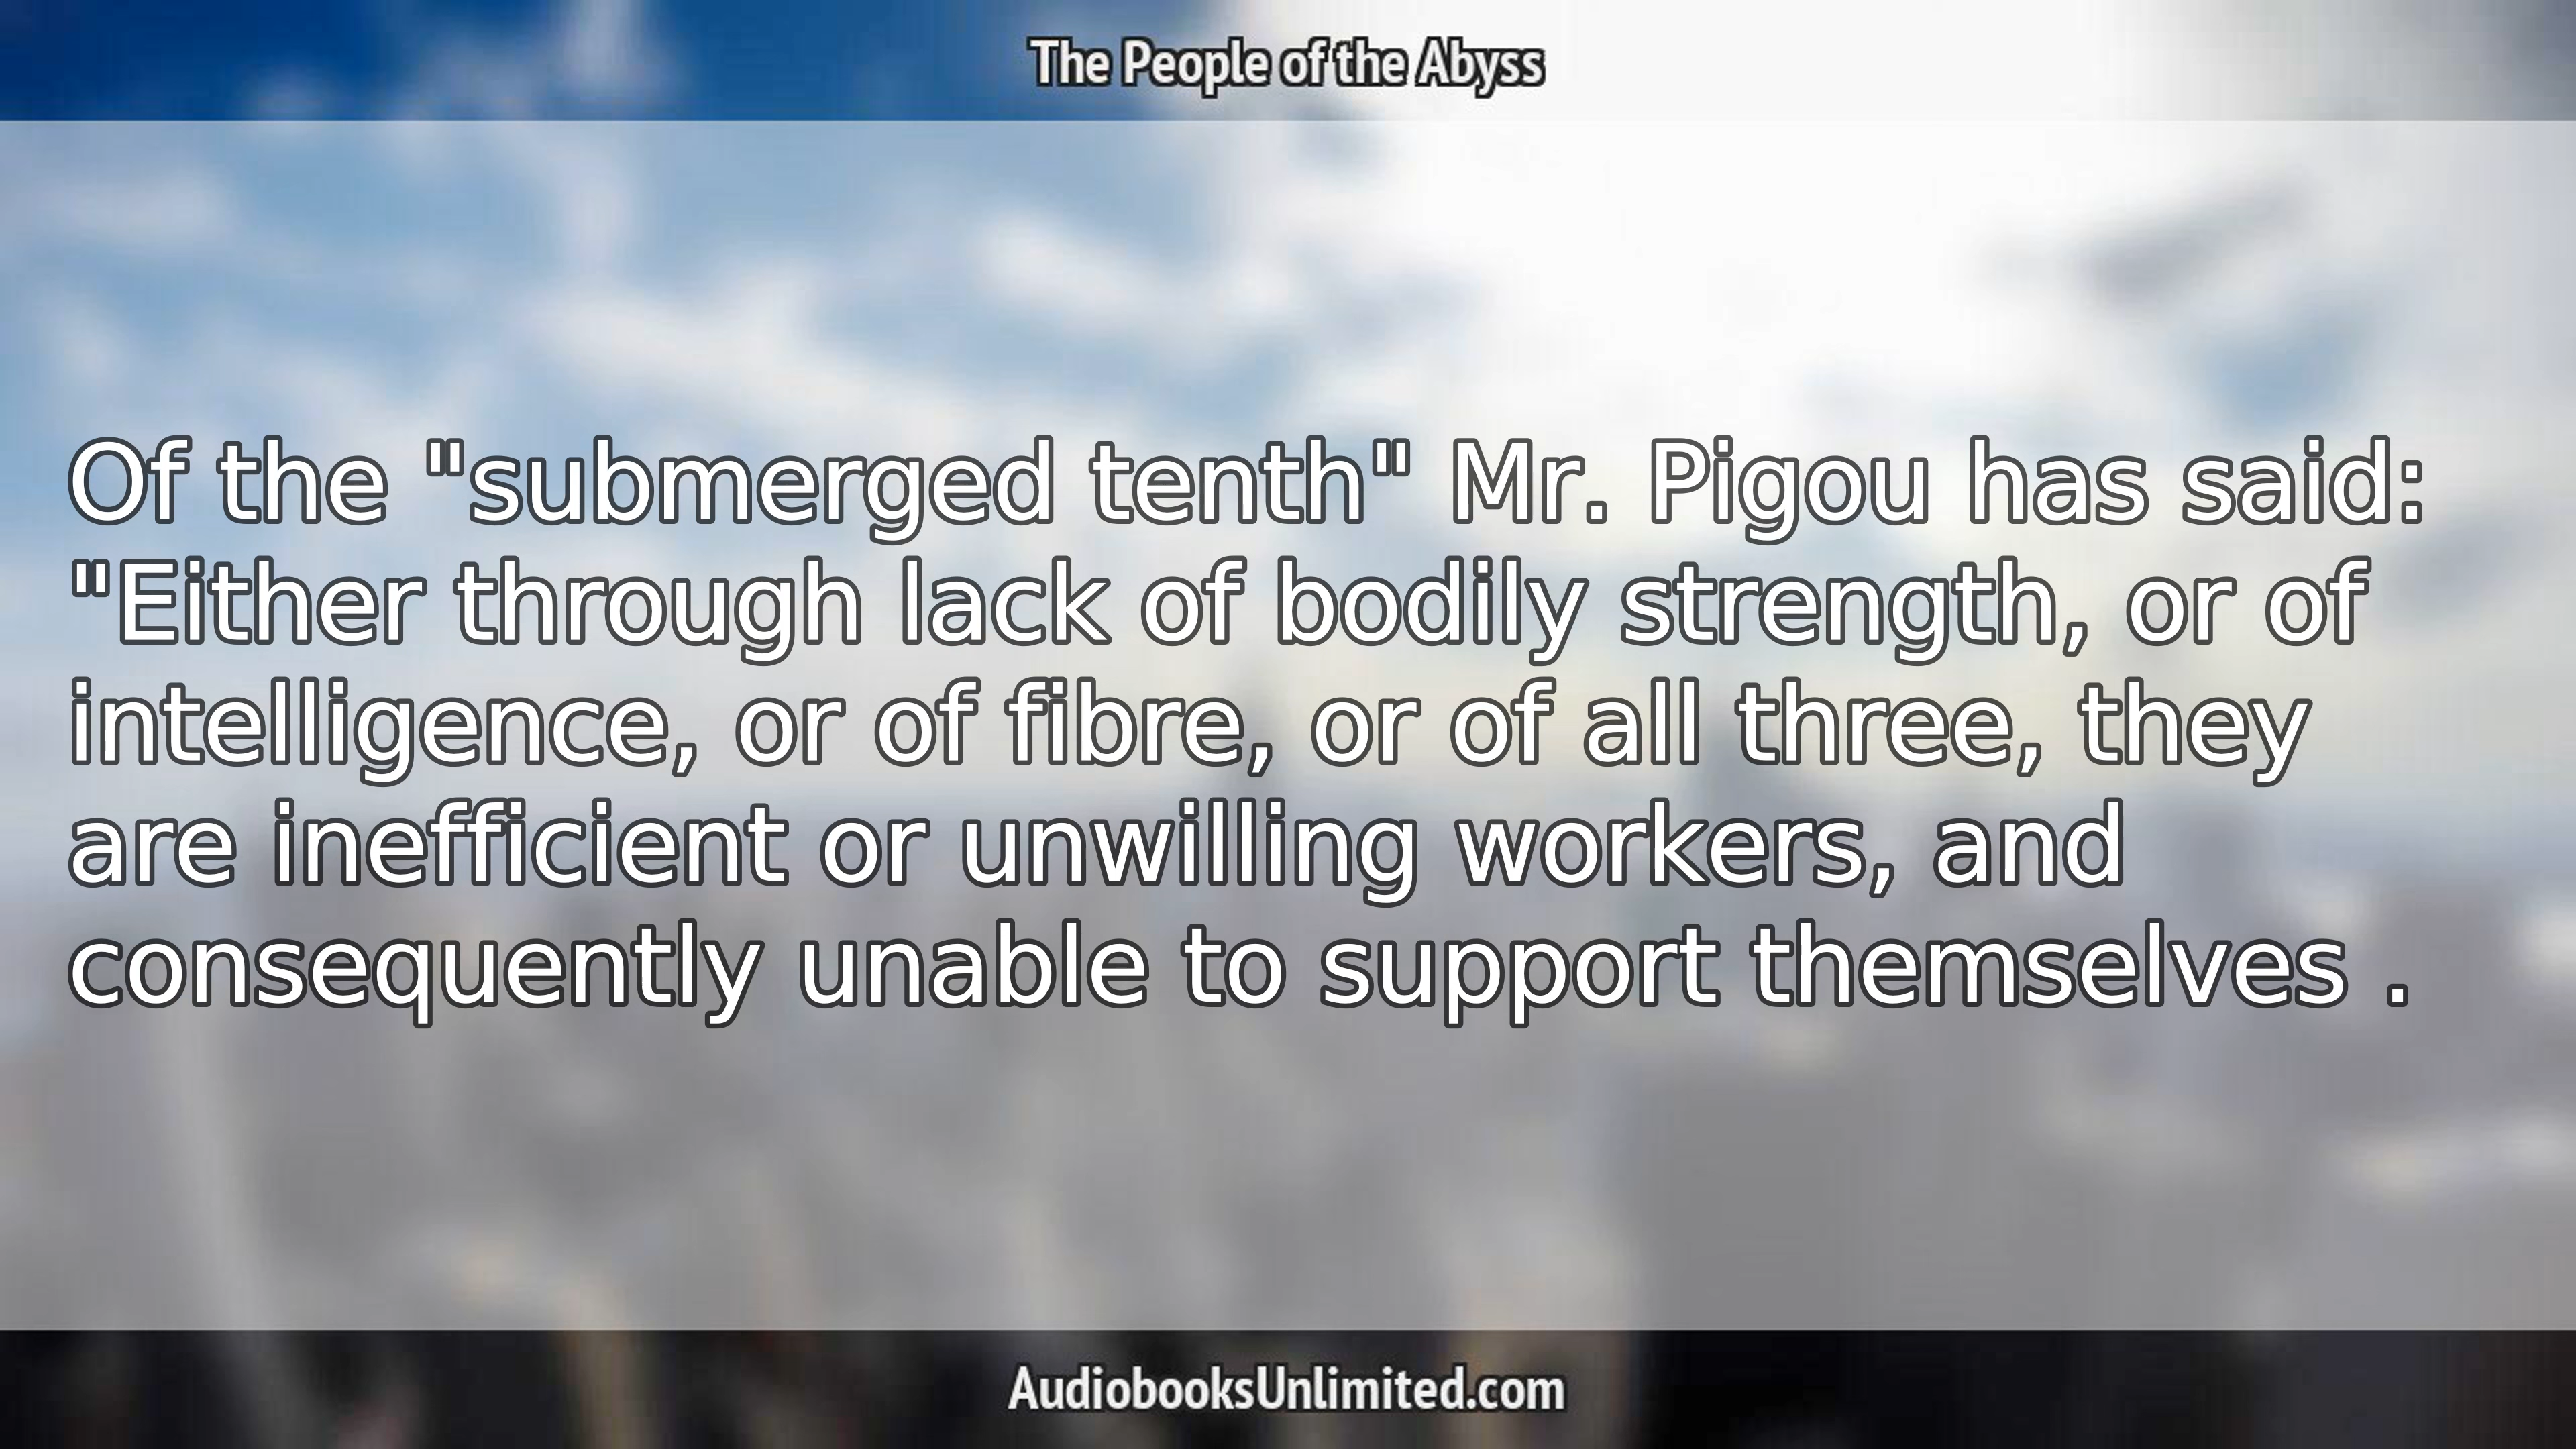 The People of the Abyss
Of the "submerged tenth" Mr. Pigou has said:
"Either through lack of bodily strength, or of
intelligence, or of fibre, or of all three, they
are inefficient or unwilling workers, and
consequently unable to support themselves .
AudiobooksUnlimited.com